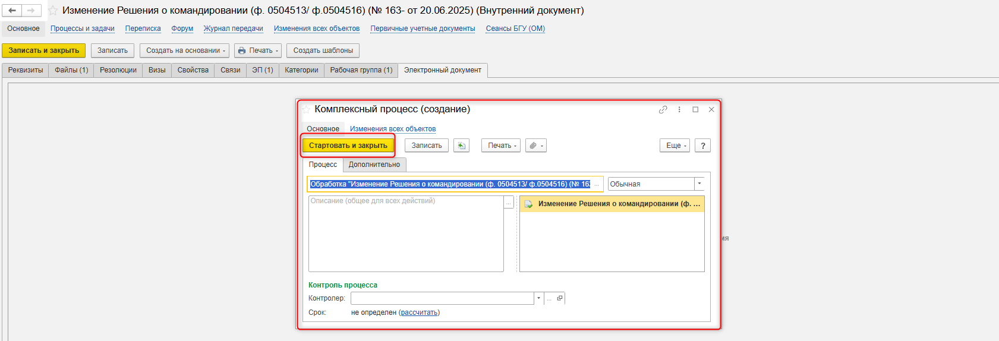 Изменение Решения о командировании (ф. 0504513/ ф.0504516) (№ 163- от 20.06.2025) (Внутренний документ)
Основное Процессы и задачи Переписка Форум Журнал передачи Изменения всех объектов Первичные учетные документы Сеансы БГУ (ОМ)
Записать и закрыть Записать Создать на основании Печать Создать шаблоны
Реквизиты Файлы (1) Резолюции Визы Свойства Связи ЭП (1) Категории Рабочая группа (1) Электронный документ
Комплексный процесс (создание)
Основное Изменения всех объектов
Стартовать и закрыть Записать Печать Еще ?
Процесс Дополнительно
Обработка "Изменение Решения о командировании (ф. 0504513/ ф.0504516) (№ 163 ... Обычная
Описание (общее для всех действий) ...
Изменение Решения о командировании (ф. ...
ия
Контроль процесса
Контролер: ...
Срок: не определен (рассчитать)